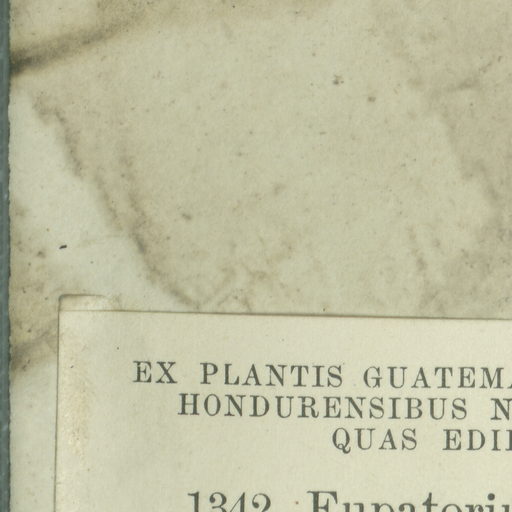 EX PLANTIS GUATEMA
HONDURENSIBUS N
QUAS EDI
1342 Eupatoriu